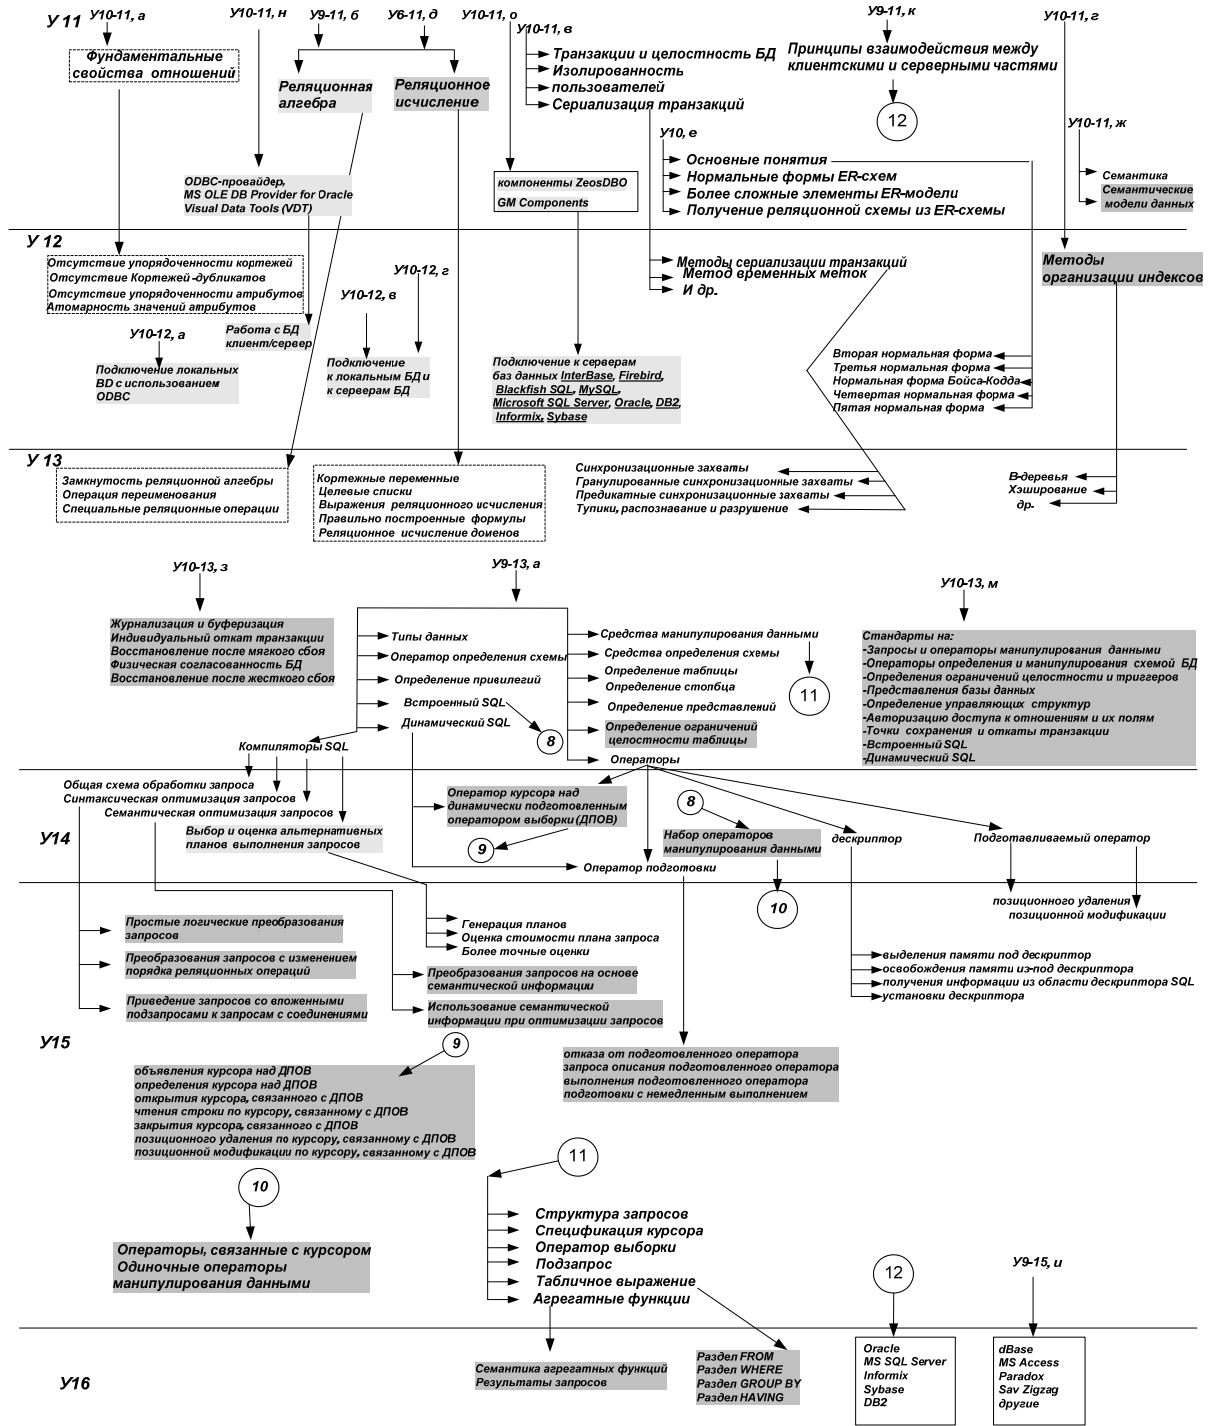 У 11
У10-11, а
У10-11, н
У9-11, б
У6-11, д
У10-11, о
У10-11, в
У9-11, к
У10-11, г
Фундаментальные
свойства отношений
Реляционная
алгебра
Реляционное
исчисление
Транзакции и целостность БД
Изолированность
пользователей
Сериализация транзакций
Принципы взаимодействия между
клиентскими и серверными частями
12
У10, е
У10-11, ж
Основные понятия
Нормальные формы ER-схем
Более сложные элементы ER-модели
Получение реляционной схемы из ER-схемы
Семантика
Семантические
модели данных
ODBC-провайдер,
MS OLE DB Provider for Oracle
Visual Data Tools (VDT)
компоненты ZeosDBO
GM Components
У 12
Отсутствие упорядоченности кортежей
Отсутствие Кортежей-дубликатов
Отсутствие упорядоченности атрибутов
Атомарность значений атрибутов
У10-12, а
Подключение локальных
BD с использованием
ODBC
Работа с БД
клиент/сервер
У10-12, г
У10-12, в
Подключение
к локальным БД и
к серверам БД
Подключение к серверам
баз данных InterBase, Firebird,
Blackfish SQL, MySQL,
Microsoft SQL Server, Oracle, DB2,
Informix, Sybase
Методы сериализации транзакций
Метод временных меток
И др.
Методы
организации индексов
Вторая нормальная форма
Третья нормальная форма
Нормальная форма Бойса-Кодда
Четвертая нормальная форма
Пятая нормальная форма
У 13
Замкнутость реляционной алгебры
Операция переименования
Специальные реляционные операции
Кортежные переменные
Целевые списки
Выражения реляционного исчисления
Правильно построенные формулы
Реляционное исчисление доменов
Синхронизационные захваты
Гранулированные синхронизационные захваты
Предикатные синхронизационные захваты
Тупики, распознавание и разрушение
В-деревья
Хэширование
др.
У10-13, з
У9-13, а
У10-13, м
Журнализация и буферизация
Индивидуальный откат транзакции
Восстановление после мягкого сбоя
Физическая согласованность БД
Восстановление после жесткого сбоя
Типы данных
Оператор определения схемы
Определение привилегий
Встроенный SQL
Динамический SQL
8
Компиляторы SQL
Средства манипулирования данными
Средства определения схемы
Определение таблицы
Определение столбца
Определение представлений
Определение ограничений
целостности таблицы
Операторы
11
Стандарты на:
-Запросы и операторы манипулирования данными
-Операторы определения и манипулирования схемой БД
-Определения ограничений целостности и триггеров
-Представления базы данных
-Определение управляющих структур
-Авторизацию доступа к отношениям и их полям
-Точки сохранения и откаты транзакции
-Встроенный SQL
-Динамический SQL
У14
Общая схема обработки запроса
Синтаксическая оптимизация запросов
Семантическая оптимизация запросов
Выбор и оценка альтернативных
планов выполнения запросов
Оператор курсора над
динамически подготовленным
оператором выборки (ДПОВ)
9
8
Набор операторов
манипулирования данными
дескриптор
Подготавливаемый оператор
Оператор подготовки
10
позиционного удаления
позиционной модификации
Простые логические преобразования
запросов
Преобразования запросов с изменением
порядка реляционных операций
Приведение запросов со вложенными
подзапросами к запросам с соединениями
Генерация планов
Оценка стоимости плана запроса
Более точные оценки
Преобразования запросов на основе
семантической информации
Использование семантической
информации при оптимизации запросов
выделения памяти под дескриптор
освобождения памяти из-под дескриптора
получения информации из области дескриптора SQL
установки дескриптора
У15
9
объявления курсора над ДПОВ
определения курсора над ДПОВ
открытия курсора, связанного с ДПОВ
чтения строки по курсору, связанному с ДПОВ
закрытия курсора, связанного с ДПОВ
позиционного удаления по курсору, связанному с ДПОВ
позиционной модификации по курсору, связанному с ДПОВ
отказа от подготовленного оператора
запроса описания подготовленного оператора
выполнения подготовленного оператора
подготовки с немедленным выполнением
10
Операторы, связанные с курсором
Одиночные операторы
манипулирования данными
11
Структура запросов
Спецификация курсора
Оператор выборки
Подзапрос
Табличное выражение
Агрегатные функции
12
У9-15, и
У16
Семантика агрегатных функций
Результаты запросов
Раздел FROM
Раздел WHERE
Раздел GROUP BY
Раздел HAVING
Oracle
MS SQL Server
Informix
Sybase
DB2
dBase
MS Access
Paradox
Sav Zigzag
другие